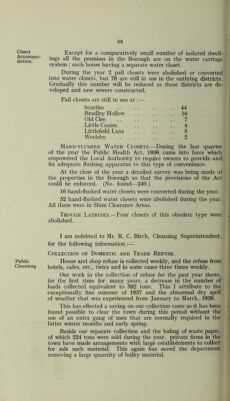 68
Closet Accommo-dation.
Except for a comparatively small number of isolated dwell-
ings all the premises in the Borough are on the water carriage
system; each house having a separate water closet.
During the year 2 pail closets were abolished or converted
into water closets, but 78 are still in use in the outlying districts.
Gradually this number will be reduced as these districts are de-
veloped and new sewers constructed.
Pail closets are still in use at :—
Scartho .. .. .. .. 44
Bradley Hollow .. .. .. 16
Old Clee .. .. .. .. 7
Little Coates .. .. .. 4
Littlefield Lane .. .. .. 5
Weelsby .. .. .. .. 2
HAND-FLUSHED WATER CLOSETS.—During the last quarter
of the year the Public Health Act, 1936, came into force which
empowered the Local Authority to require owners to provide and
fix adequate flushing apparatus to this type of convenience.
At the close of the year a detailed survey was being made of
the properties in the Borough so that the provisions of the Act
could be enforced. (No. found—249.)
16 hand-flushed water closets were converted during the year.
52 hand-flushed water closets were abolished during the year.
All these were in Slum Clearance Areas.
TROUGH LATRINES.—Four closets of this obsolete type were
abolished.
I am indebted to Mr. R. C. Birch, Cleansing Superintendent,
for the following information :—
COLLECTION OF DOMESTIC AND TRADE REFUSE.
Public Cleansing.
House and shop refuse is collected weekly, and the refuse from
hotels, cafes, etc., twice and in some cases three times weekly.
Our work in the collection of refuse for the past year shews,
for the first time for many years, a decrease in the number of
loads collected equivalent to 582 tons. This I attribute to the
exceptionally fine summer of 1937 and the abnormal dry spell
of weather that was experienced from January to March, 1938.
This has effected a saving on our collection costs as it has been
found possible to clear the town during this period without the
use of an extra gang of men that are normally required in the
latter winter months and early spring.
Beside our separate collection and the baling of waste paper,
of which 224 tons were sold during the year, private firms in the
town have made arrangements with large establishments to collect
for sale such material. This again has saved the department
removing a large quantity of bulky material.